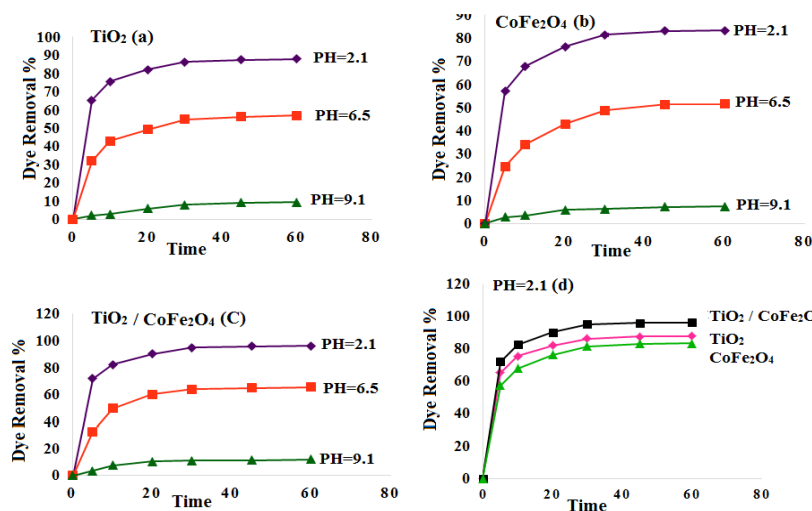 TiO₂ (a)
Dye Removal %
100
90
80
70
60
50
40
30
20
10
0
PH=2.1
PH=6.5
PH=9.1
0 20 40 60 80
Time
CoFe₂O₄ (b)
Dye Removal %
90
80
70
60
50
40
30
20
10
0
PH=2.1
PH=6.5
PH=9.1
0 20 40 60 80
Time
TiO₂ / CoFe₂O₄ (C)
Dye Removal %
120
100
80
60
40
20
0
PH=2.1
PH=6.5
PH=9.1
0 20 40 60 80
Time
PH=2.1 (d)
Dye Removal %
120
100
80
60
40
20
0
TiO₂ / CoFe₂O
TiO₂
CoFe₂O₄
0 20 40 60 80
Time